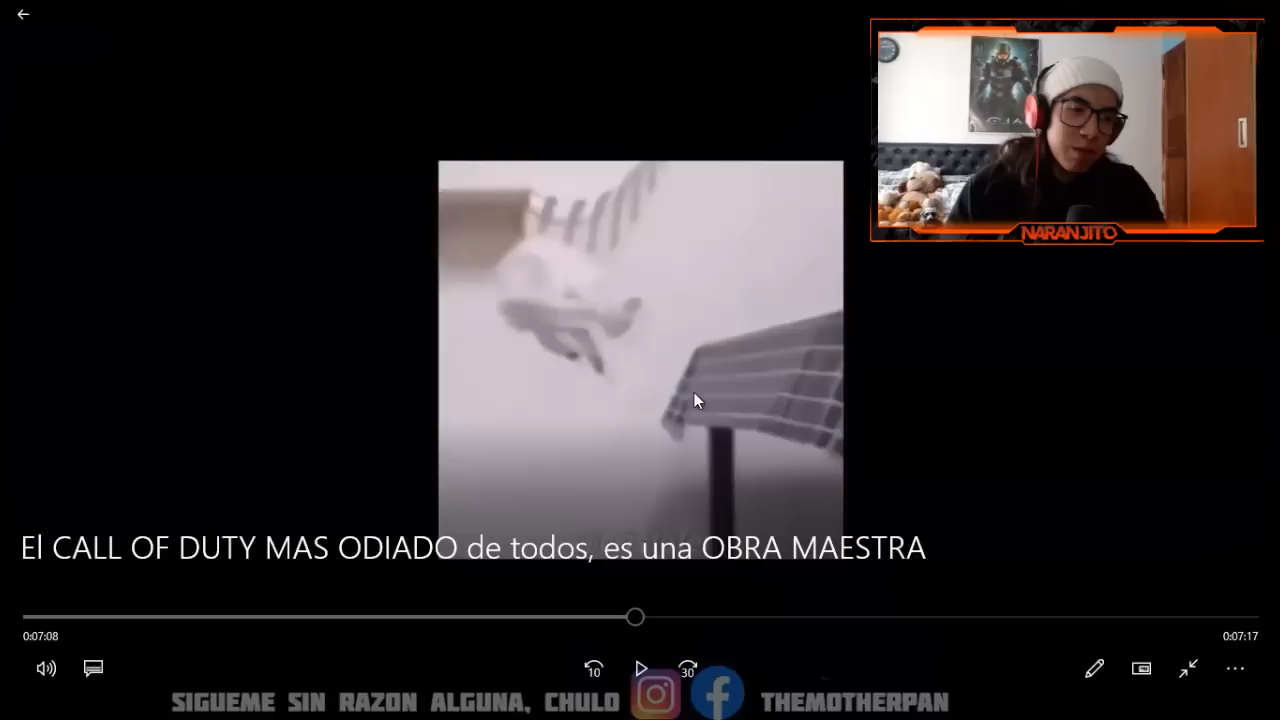 NARANJITO
El CALL OF DUTY MAS ODIADO de todos, es una OBRA MAESTRA
0:07:08
0:07:17
10
30
SIGUEME SIN RAZON ALGUNA, CHULO
THEMOTHERPAN